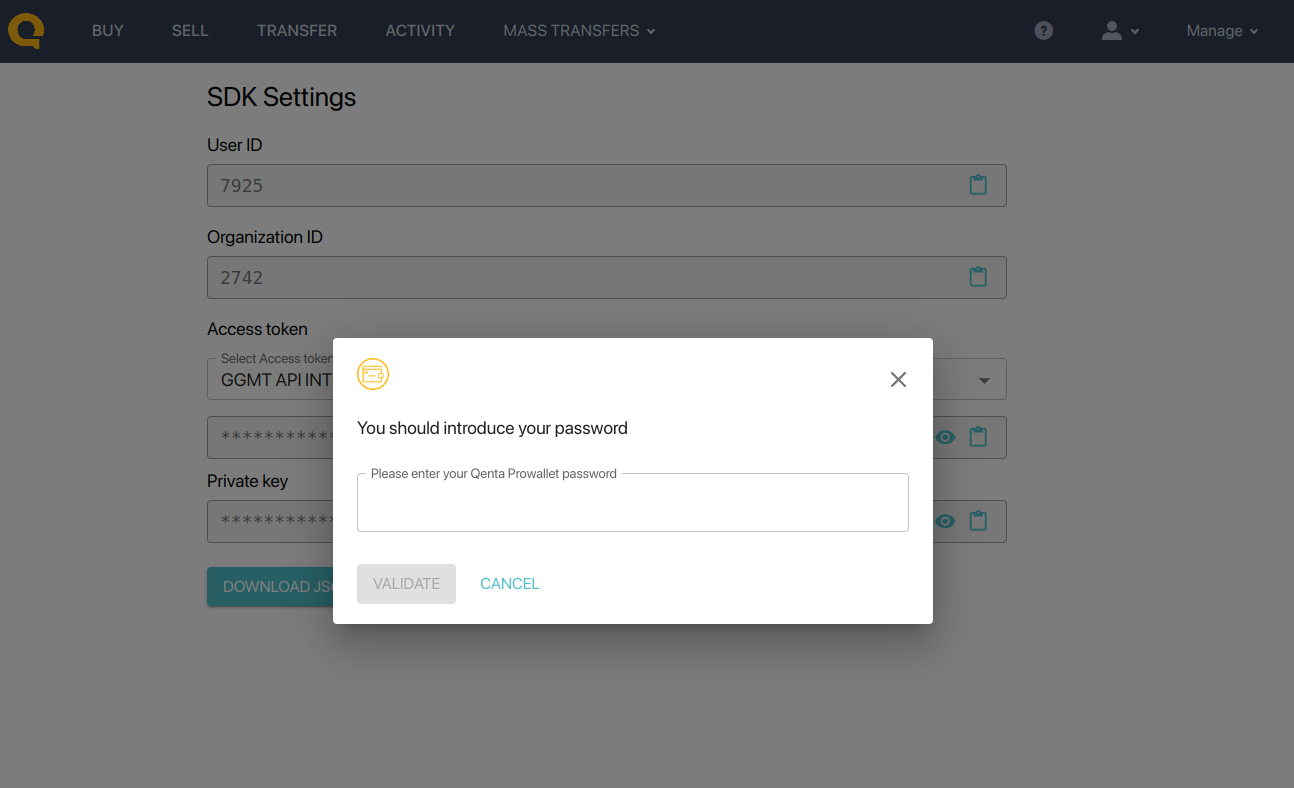 BUY SELL TRANSFER ACTIVITY MASS TRANSFERS ? Manage
SDK Settings
User ID
7925
Organization ID
2742
Access token
Select Access token
GGMT API INT
***********
Private key
***********
DOWNLOAD JS
You should introduce your password
Please enter your Qenta Prowallet password
VALIDATE CANCEL